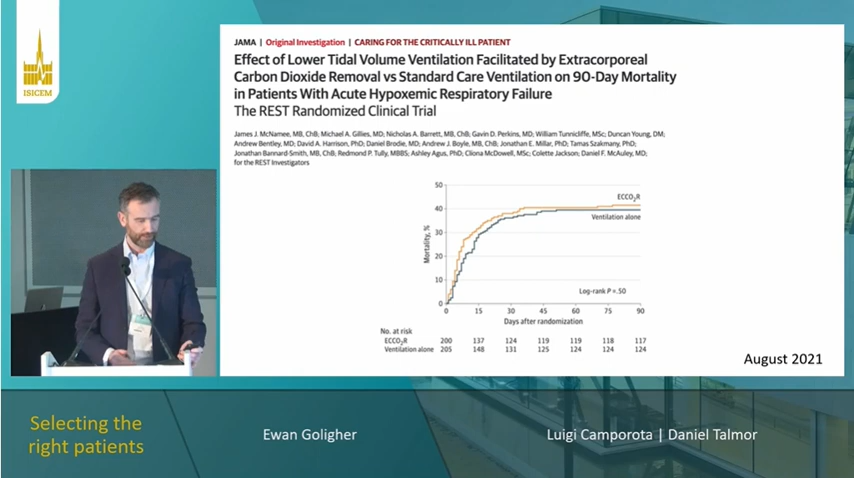 ISICEM
JAMA | Original Investigation | CARING FOR THE CRITICALLY ILL PATIENT
Effect of Lower Tidal Volume Ventilation Facilitated by Extracorporeal
Carbon Dioxide Removal vs Standard Care Ventilation on 90-Day Mortality
in Patients With Acute Hypoxemic Respiratory Failure
The REST Randomized Clinical Trial
James J. McNamee, MB, ChB; Michael A. Gillies, MD; Nicholas A. Barrett, MB, ChB; Gavin D. Perkins, MD; William Tunnicliffe, MSc; Duncan Young, DM;
Andrew Bentley, MD; David A. Harrison, PhD; Daniel Brodie, MD; Andrew J. Boyle, MB, ChB; Jonathan E. Millar, PhD; Tamas Szakmany, PhD;
Jonathan Bannard-Smith, MB, ChB; Redmond P. Tully, MBBS; Ashley Agus, PhD; Cliona McDowell, MSc; Colette Jackson, MSc; Daniel F. McAuley, MD;
for the REST Investigators
50
40
30
20
10
0
Mortality, %
ECCO₂R
Ventilation alone
Log-rank P = .50
0 15 30 45 60 75 90
Days after randomization
No. at risk
ECCO₂R 200 137 124 119 119 118 117
Ventilation alone 205 148 131 125 124 124 124
August 2021
Selecting the
right patients
Ewan Goligher
Luigi Camporota | Daniel Talmor